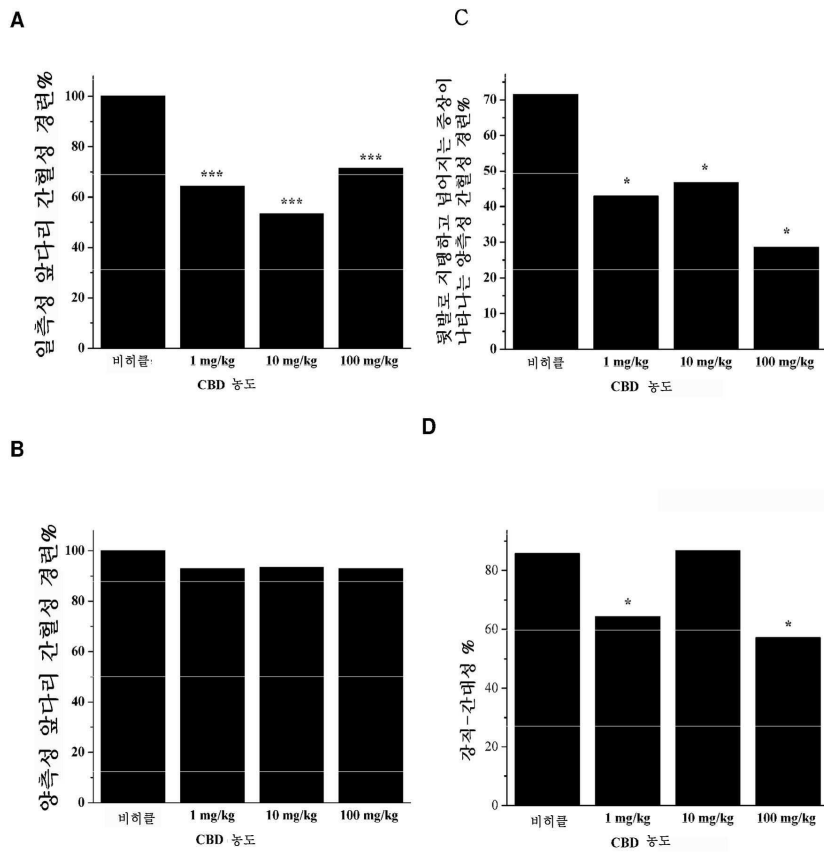 A
일측성 앞다리 간헐성 경련%
100
80
60
40
20
0
***
***
***
비히클
1 mg/kg
10 mg/kg
100 mg/kg
CBD 농도
B
양측성 앞다리 간헐성 경련%
100
80
60
40
20
0
비히클
1 mg/kg
10 mg/kg
100 mg/kg
CBD 농도
C
뒷발로 지탱하고 넘어지는 증상이
나타나는 양측성 간헐성 경련%
70
60
50
40
30
20
10
0
*
*
*
비히클
1 mg/kg
10 mg/kg
100 mg/kg
CBD 농도
D
강직-간대성 %
80
60
40
20
0
*
*
비히클
1 mg/kg
10 mg/kg
100 mg/kg
CBD 농도